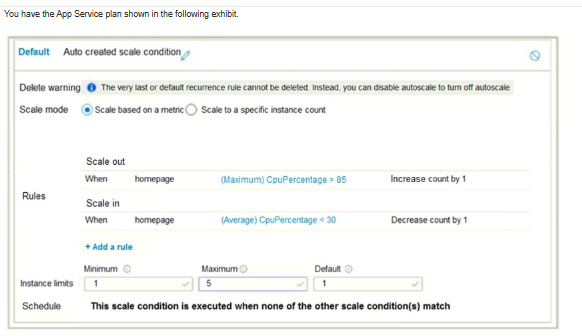 You have the App Service plan shown in the following exhibit.
Default Auto created scale condition
Delete warning The very last or default recurrence rule cannot be deleted. Instead, you can disable autoscale to turn off autoscale
Scale mode Scale based on a metric Scale to a specific instance count
Scale out
When homepage (Maximum) CpuPercentage > 85 Increase count by 1
Rules
Scale in
When homepage (Average) CpuPercentage < 30 Decrease count by 1
+ Add a rule
Minimum Maximum Default
Instance limits 1 5 1
Schedule This scale condition is executed when none of the other scale condition(s) match